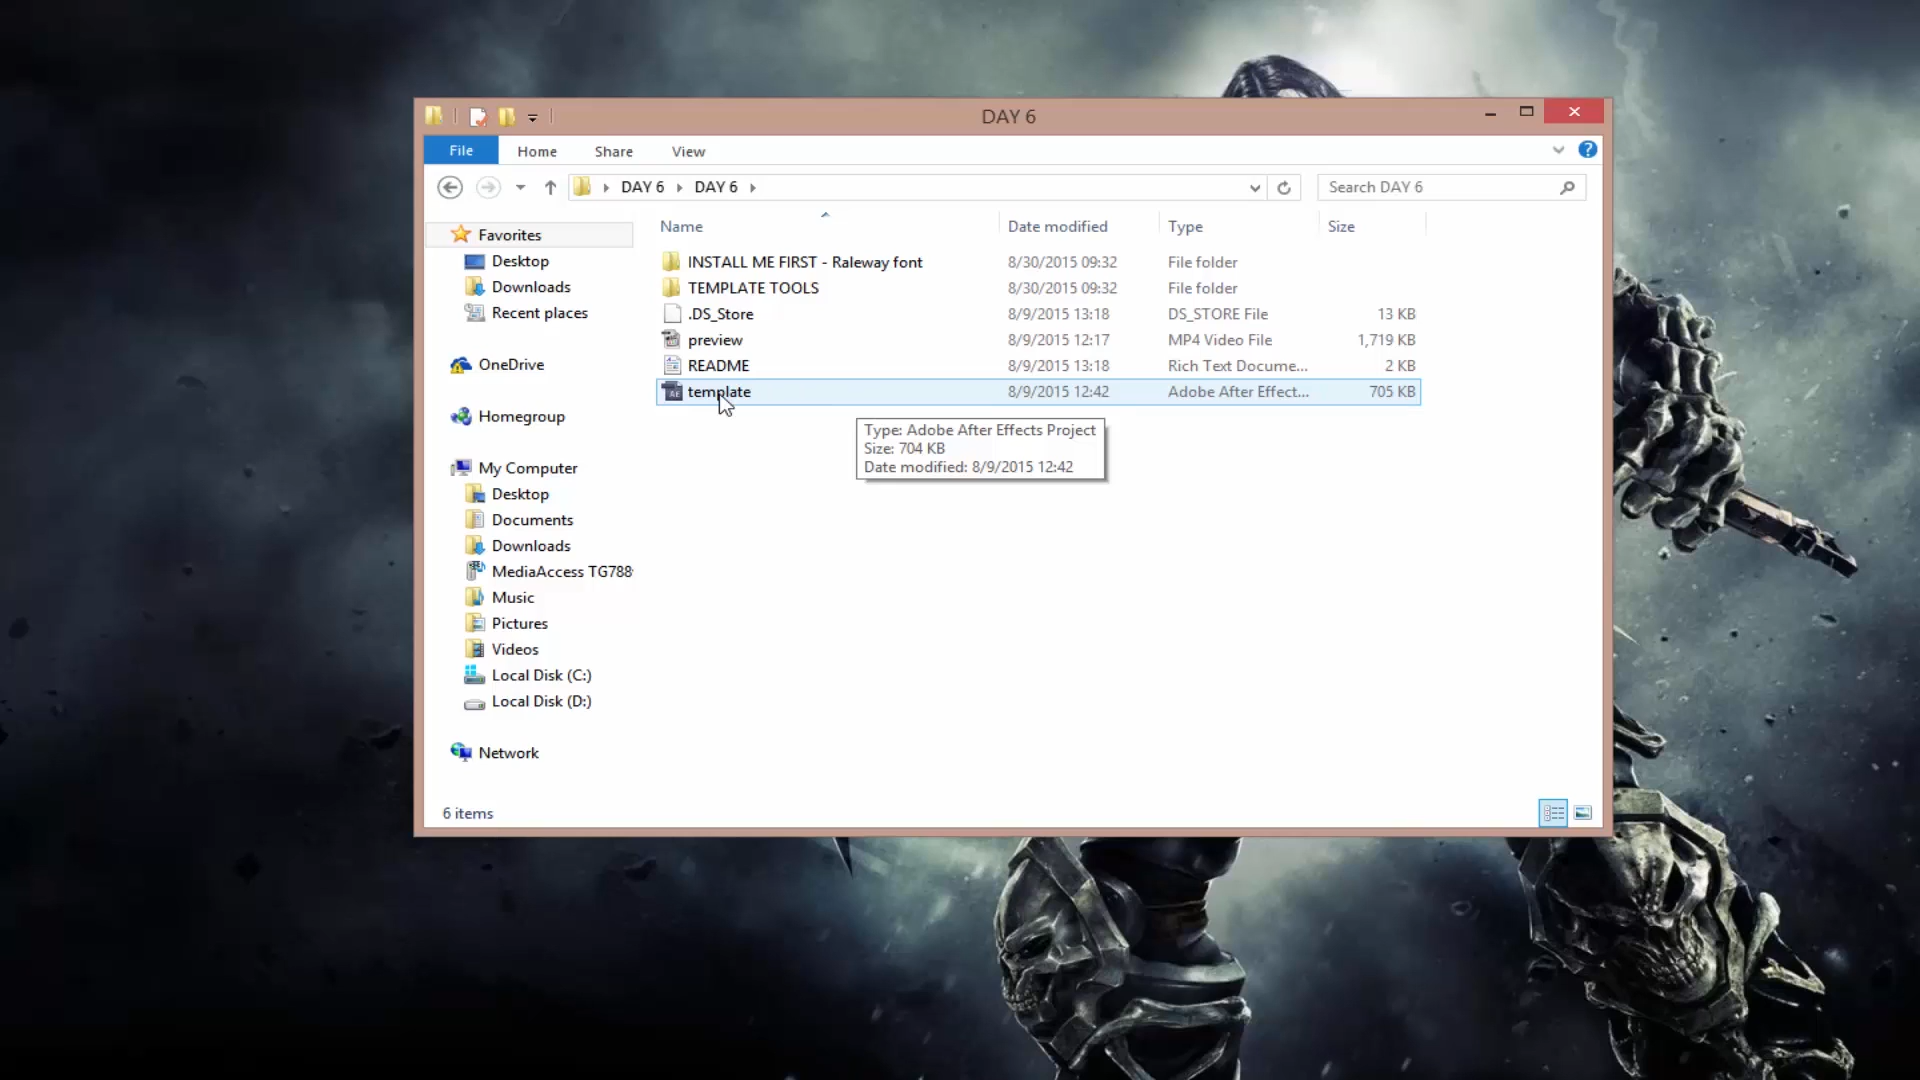 DAY 6
File Home Share View
DAY 6 DAY 6 Search DAY 6
Name Date modified Type Size
Favorites
Desktop
Downloads
Recent places
OneDrive
Homegroup
My Computer
Desktop
Documents
Downloads
MediaAccess TG788
Music
Pictures
Videos
Local Disk (C:)
Local Disk (D:)
Network
INSTALL ME FIRST - Raleway font 8/30/2015 09:32 File folder
TEMPLATE TOOLS 8/30/2015 09:32 File folder
.DS_Store 8/9/2015 13:18 DS_STORE File 13 KB
preview 8/9/2015 12:17 MP4 Video File 1,719 KB
README 8/9/2015 13:18 Rich Text Docume... 2 KB
template 8/9/2015 12:42 Adobe After Effect... 705 KB
Type: Adobe After Effects Project
Size: 704 KB
Date modified: 8/9/2015 12:42
6 items